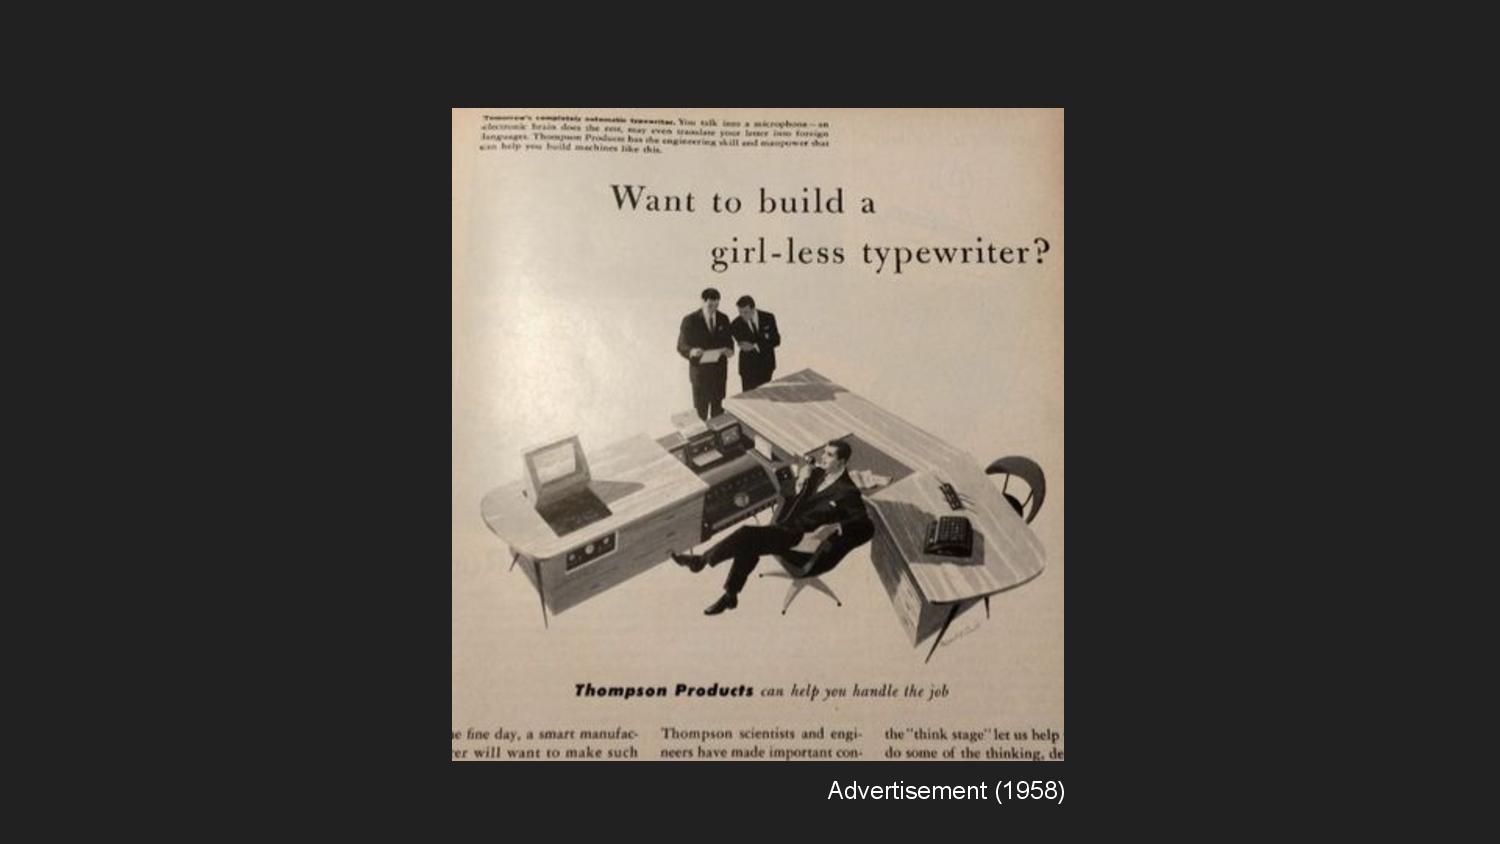 Tomorrow's completely automatic typewriter. You talk into a microphone—an
electronic brain does the rest, may even translate your letter into foreign
languages. Thompson Products has the engineering skill and manpower that
can help you build machines like this.
Want to build a
girl-less typewriter?
Thompson Products can help you handle the job
e fine day, a smart manufac-
er will want to make such
Thompson scientists and engi-
neers have made important con-
the "think stage" let us help
do some of the thinking, de
Advertisement (1958)